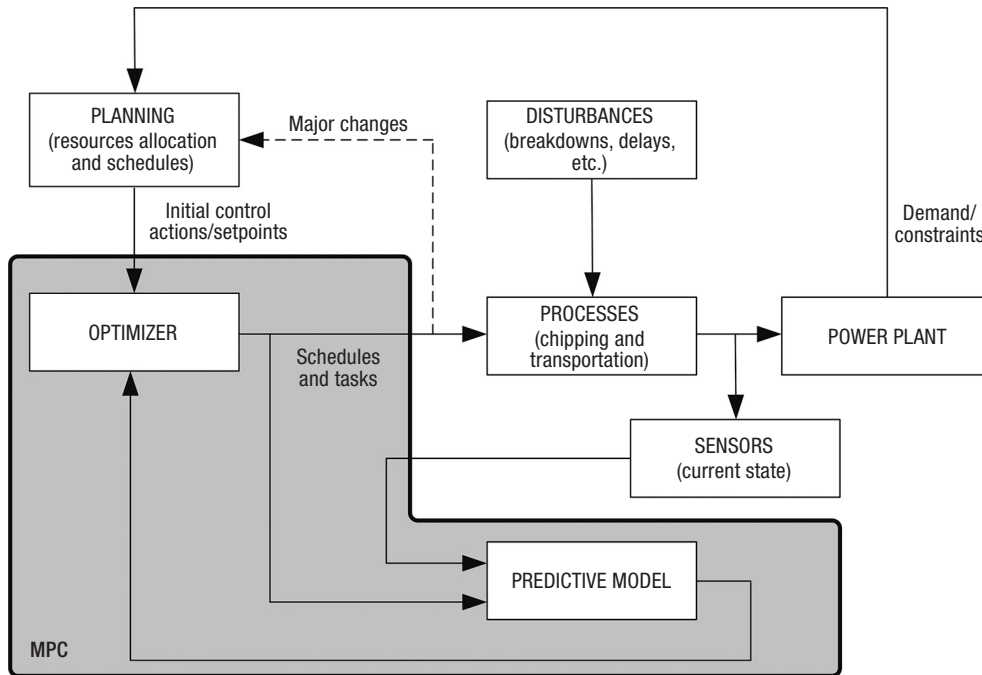 PLANNING
(resources allocation
and schedules)
Major changes
DISTURBANCES
(breakdowns, delays,
etc.)
Initial control
actions/setpoints
Demand/
constraints
OPTIMIZER
Schedules
and tasks
PROCESSES
(chipping and
transportation)
POWER PLANT
SENSORS
(current state)
PREDICTIVE MODEL
MPC